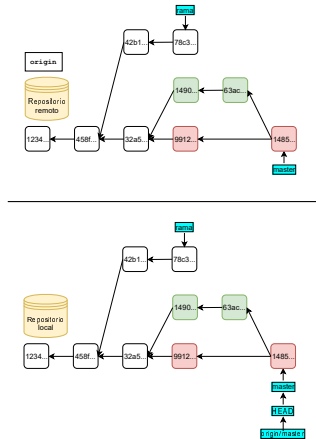 rama
42b1... 78c3...
origin
1490... 63ac...
Repositorio
remoto
1234... 458f... 32a5... 9912... 1485...
master
rama
42b1... 78c3...
1490... 63ac...
Repositorio
local
1234... 458f... 32a5... 9912... 1485...
master
HEAD
origin/master